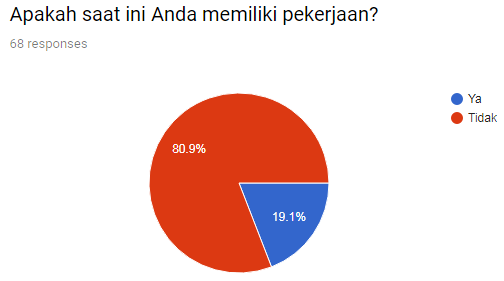 Apakah saat ini Anda memiliki pekerjaan?
68 responses
Ya
Tidak
80.9%
19.1%